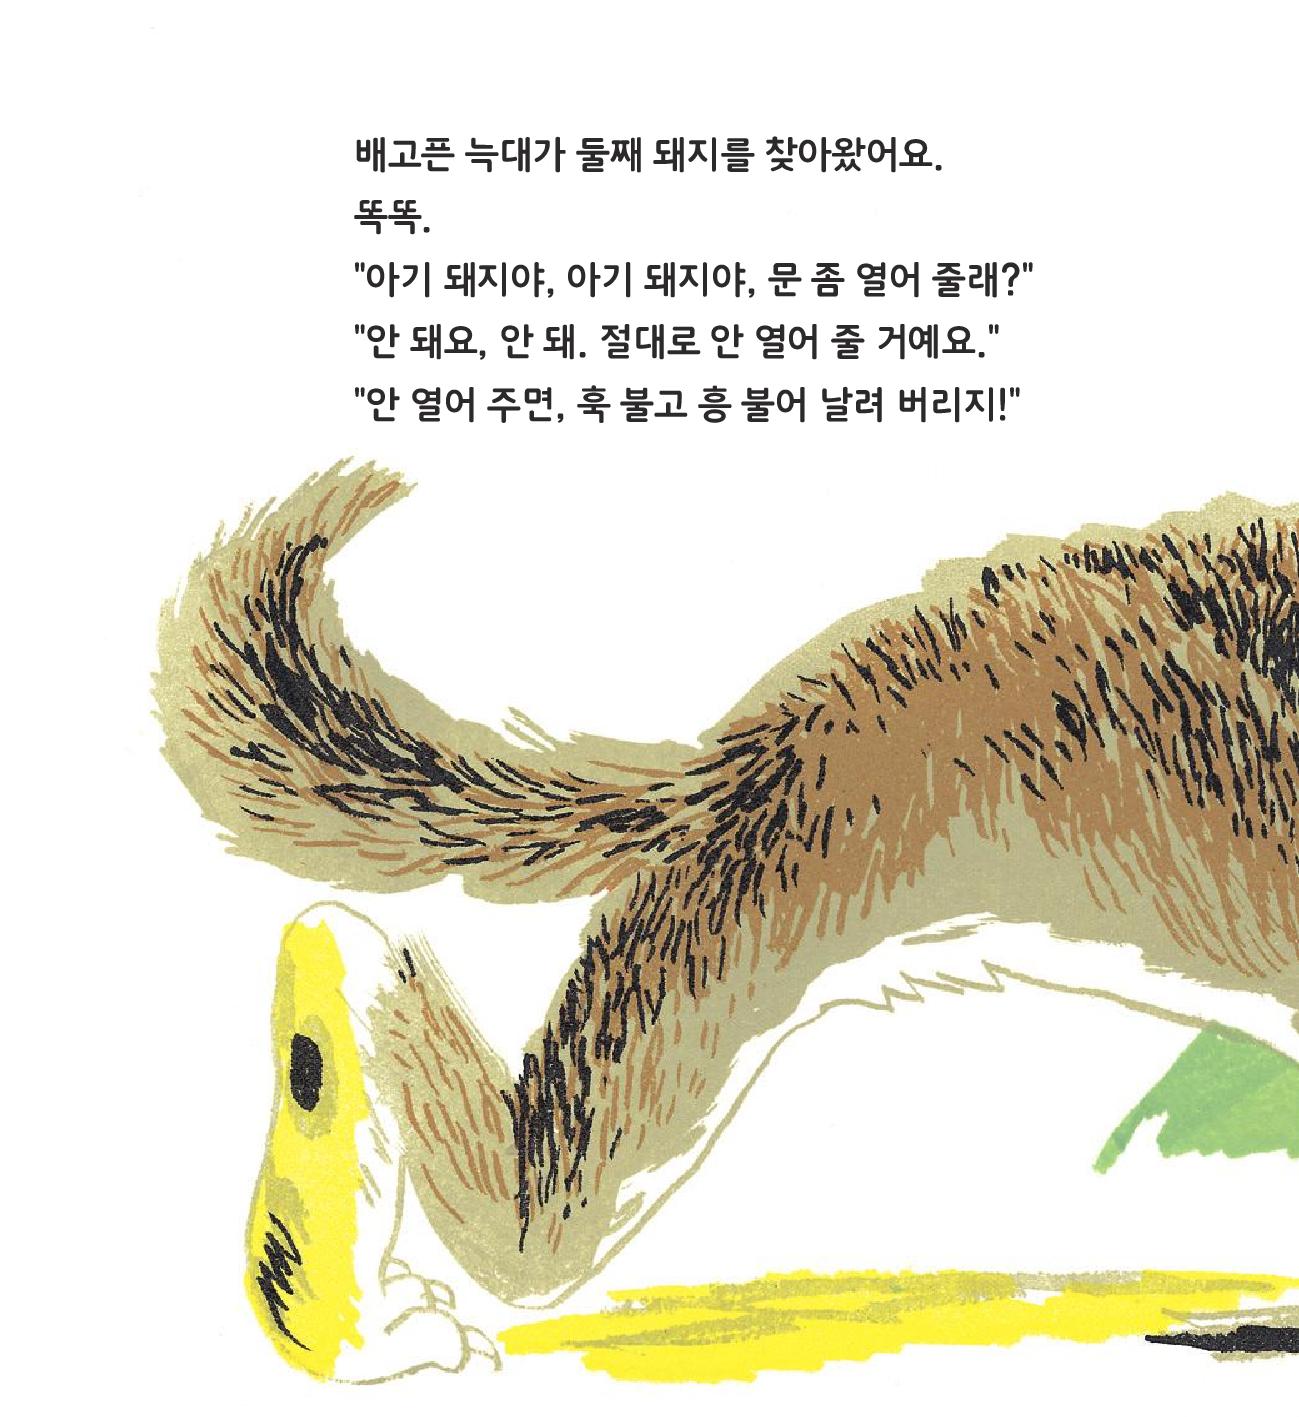 배고픈 늑대가 둘째 돼지를 찾아왔어요.
똑똑.
"아기 돼지야, 아기 돼지야, 문 좀 열어 줄래?"
"안 돼요, 안 돼. 절대로 안 열어 줄 거예요."
"안 열어 주면, 훅 불고 흥 불어 날려 버리지!"